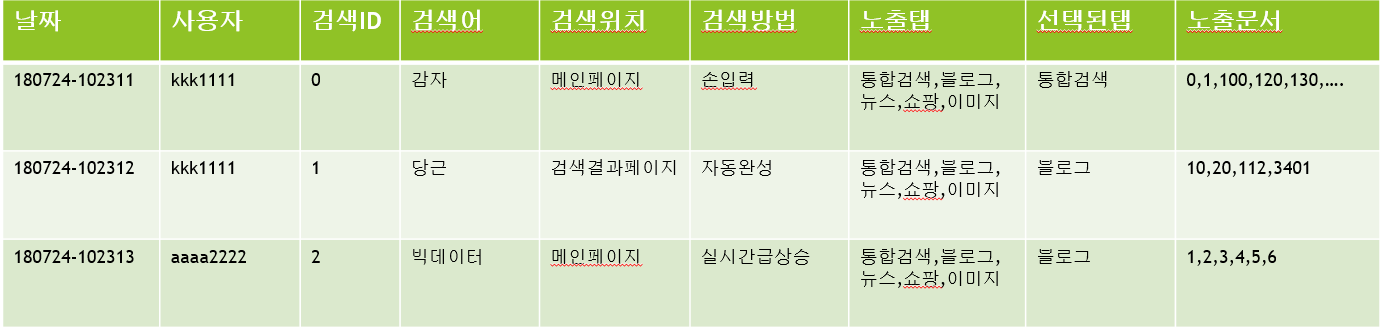 날짜 사용자 검색ID 검색어 검색위치 검색방법 노출탭 선택된탭 노출문서
180724-102311 kkk1111 0 감자 메인페이지 손입력 통합검색,블로그, 통합검색 0,1,100,120,130,....
뉴스,쇼팡,이미지
180724-102312 kkk1111 1 당근 검색결과페이지 자동완성 통합검색,블로그, 블로그 10,20,112,3401
뉴스,쇼팡,이미지
180724-102313 aaaa2222 2 빅데이터 메인페이지 실시간급상승 통합검색,블로그, 블로그 1,2,3,4,5,6
뉴스,쇼팡,이미지